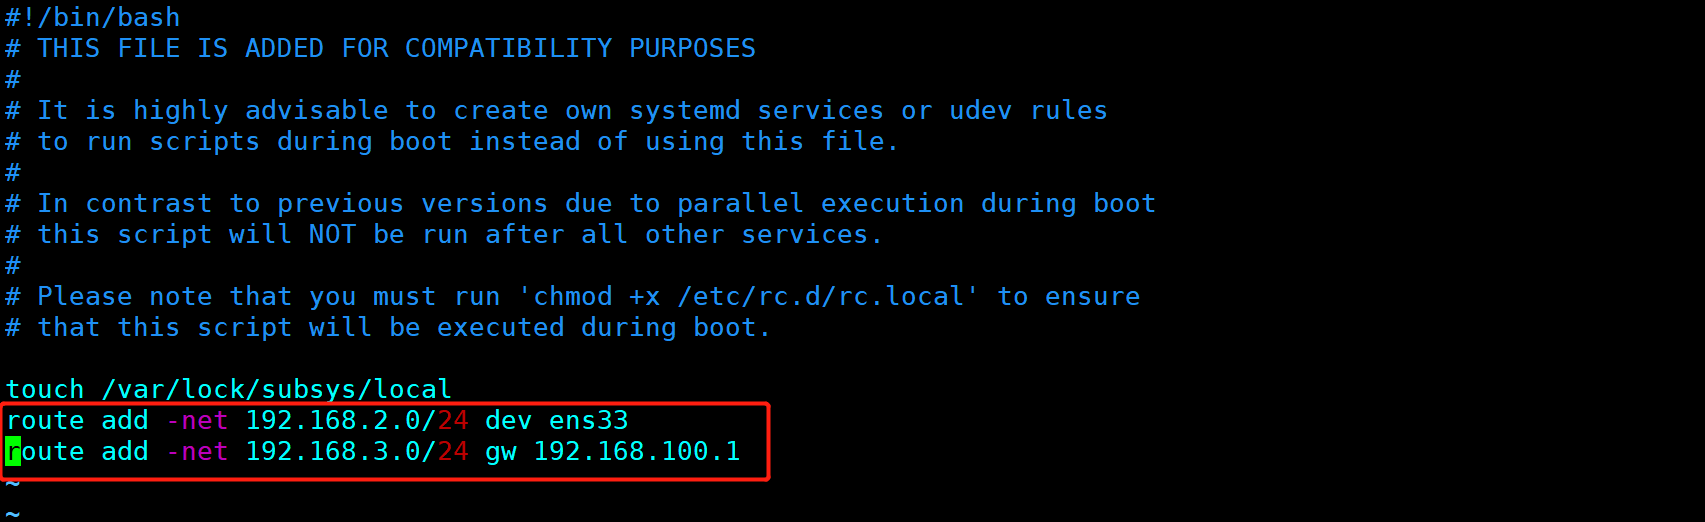 #!/bin/bash
# THIS FILE IS ADDED FOR COMPATIBILITY PURPOSES
#
# It is highly advisable to create own systemd services or udev rules
# to run scripts during boot instead of using this file.
#
# In contrast to previous versions due to parallel execution during boot
# this script will NOT be run after all other services.
#
# Please note that you must run 'chmod +x /etc/rc.d/rc.local' to ensure
# that this script will be executed during boot.

touch /var/lock/subsys/local
route add -net 192.168.2.0/24 dev ens33
route add -net 192.168.3.0/24 gw 192.168.100.1
~
~